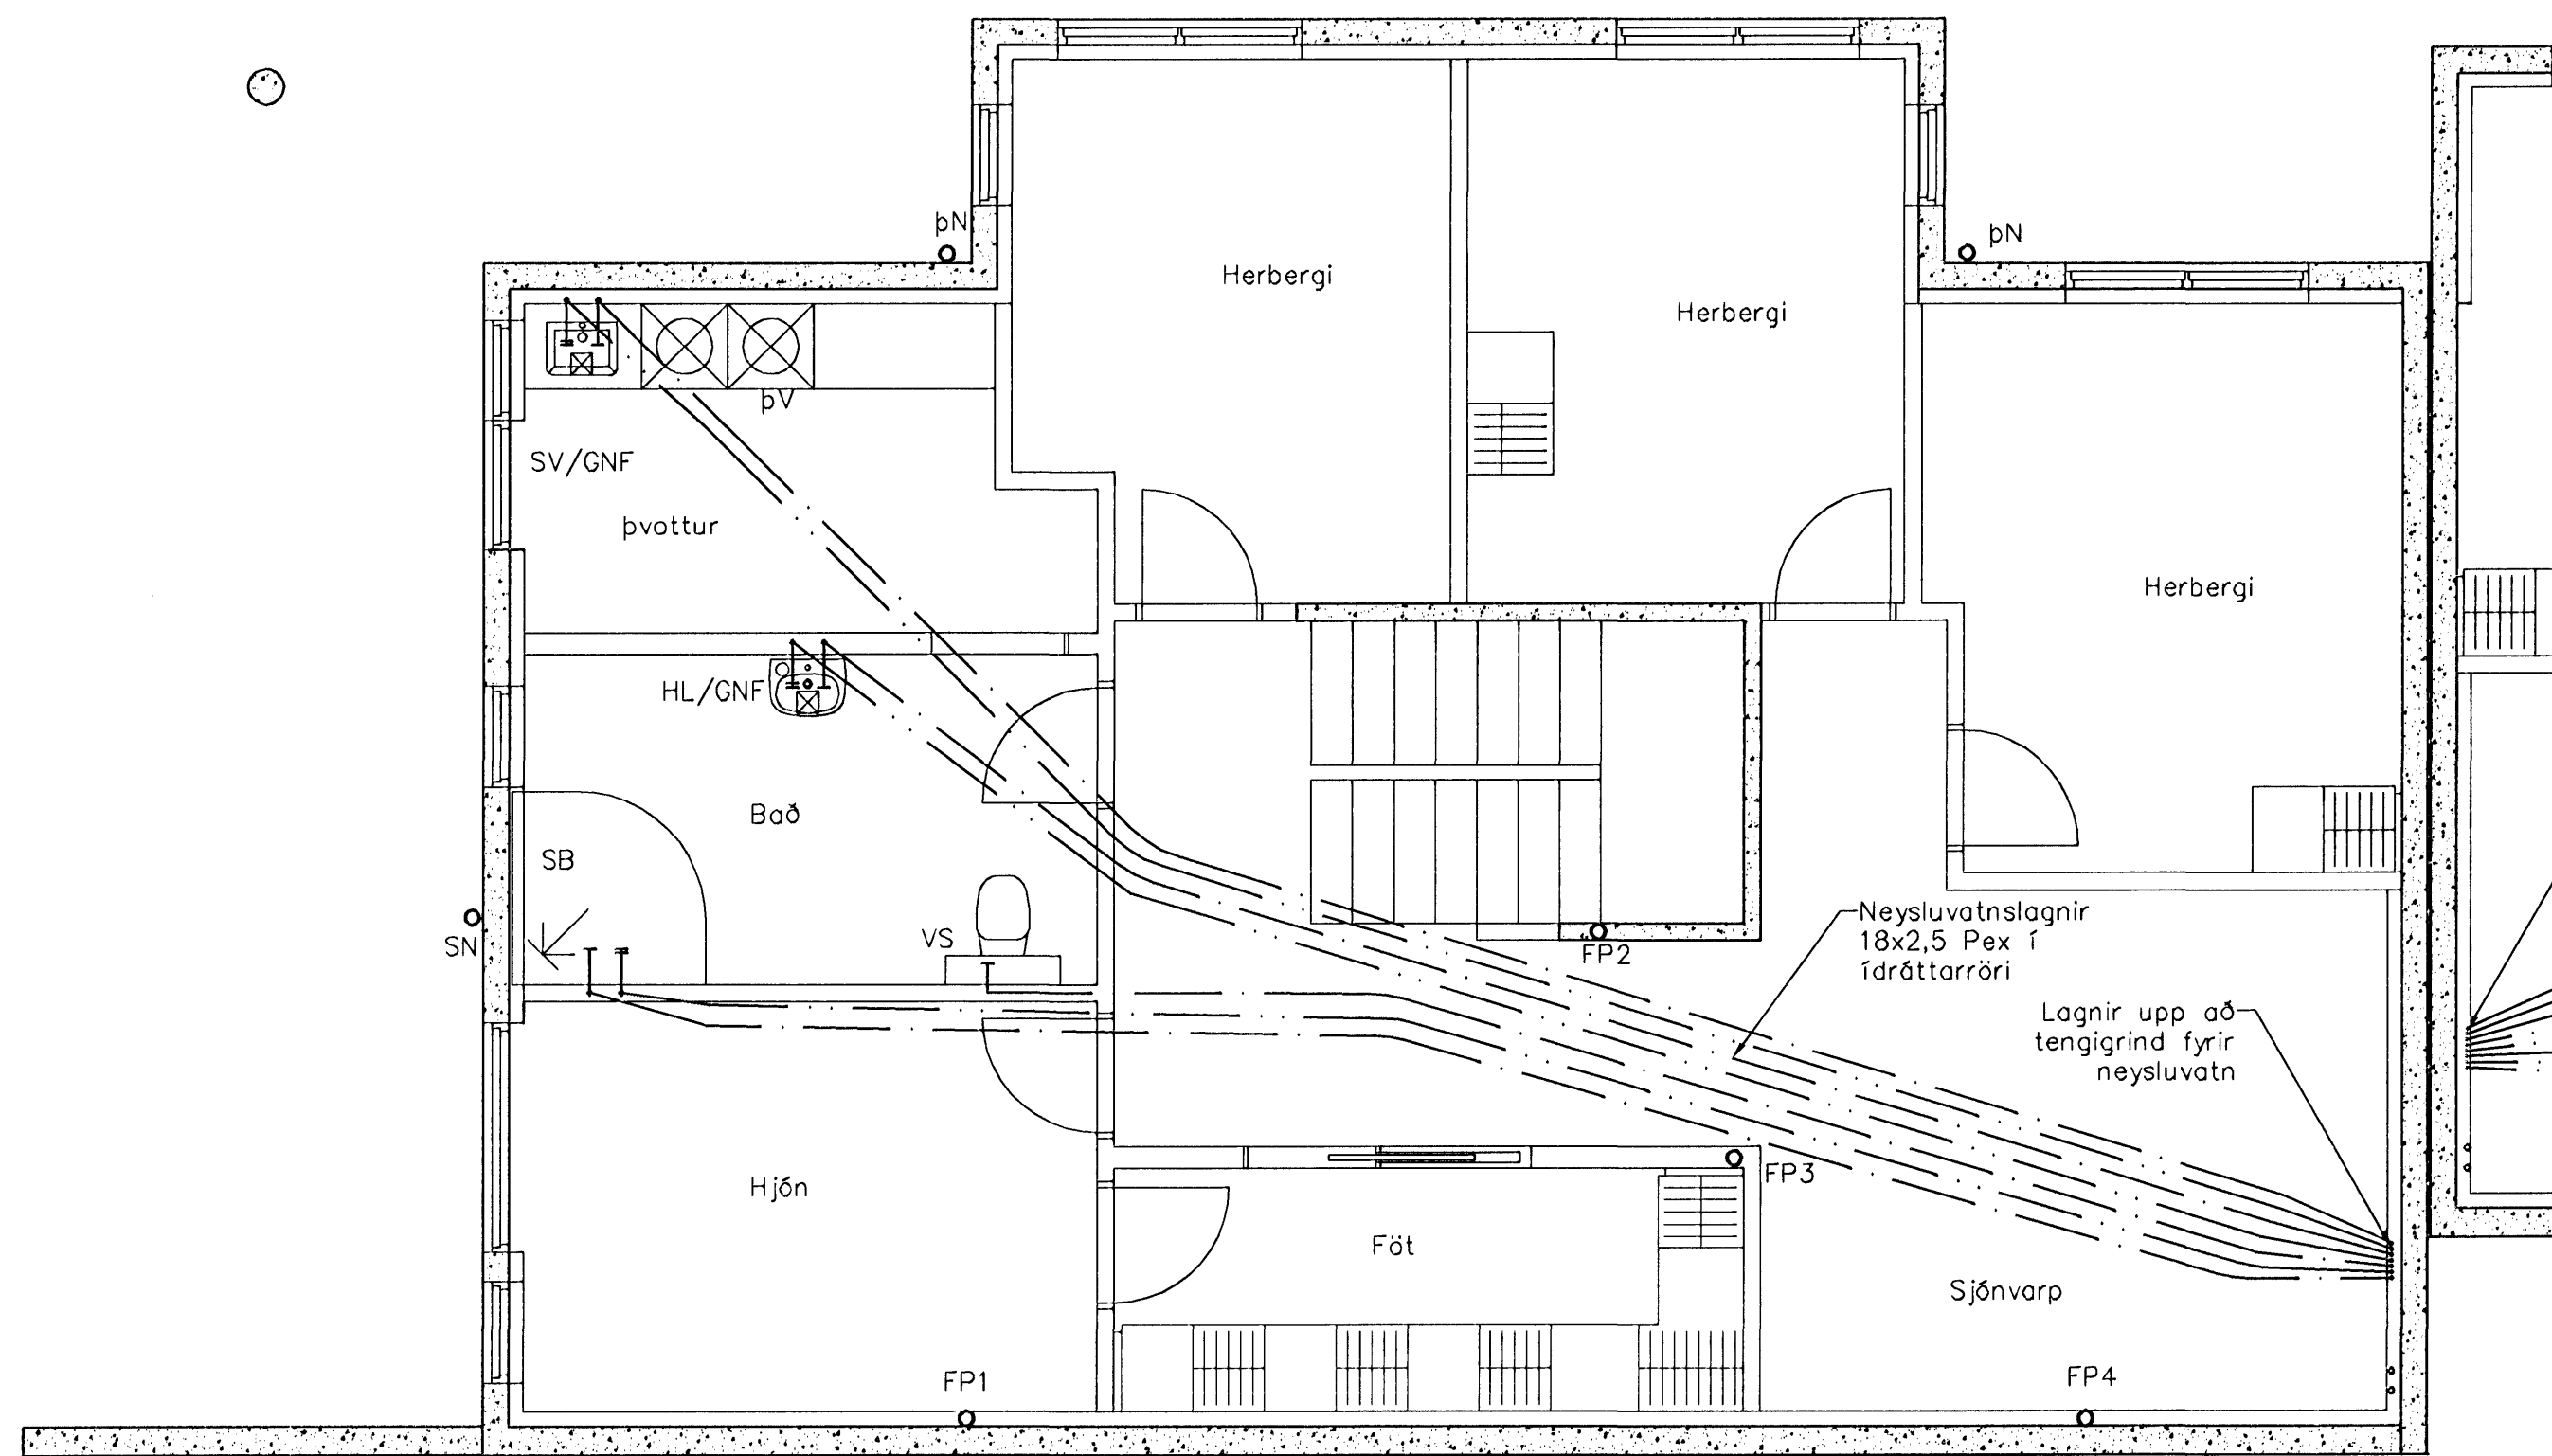 þN
þN
Herbergi
Herbergi
þV
SV/GNF
þvottur
Herbergi
HL/GNF
Bað
SB
SN
VS
FP2
Neysluvatnslagnir
18x2,5 Pex í
ídráttarröri
Lagnir upp að
tengigrind fyrir
neysluvatn
FP3
Hjón
Föt
Sjónvarp
FP1
FP4